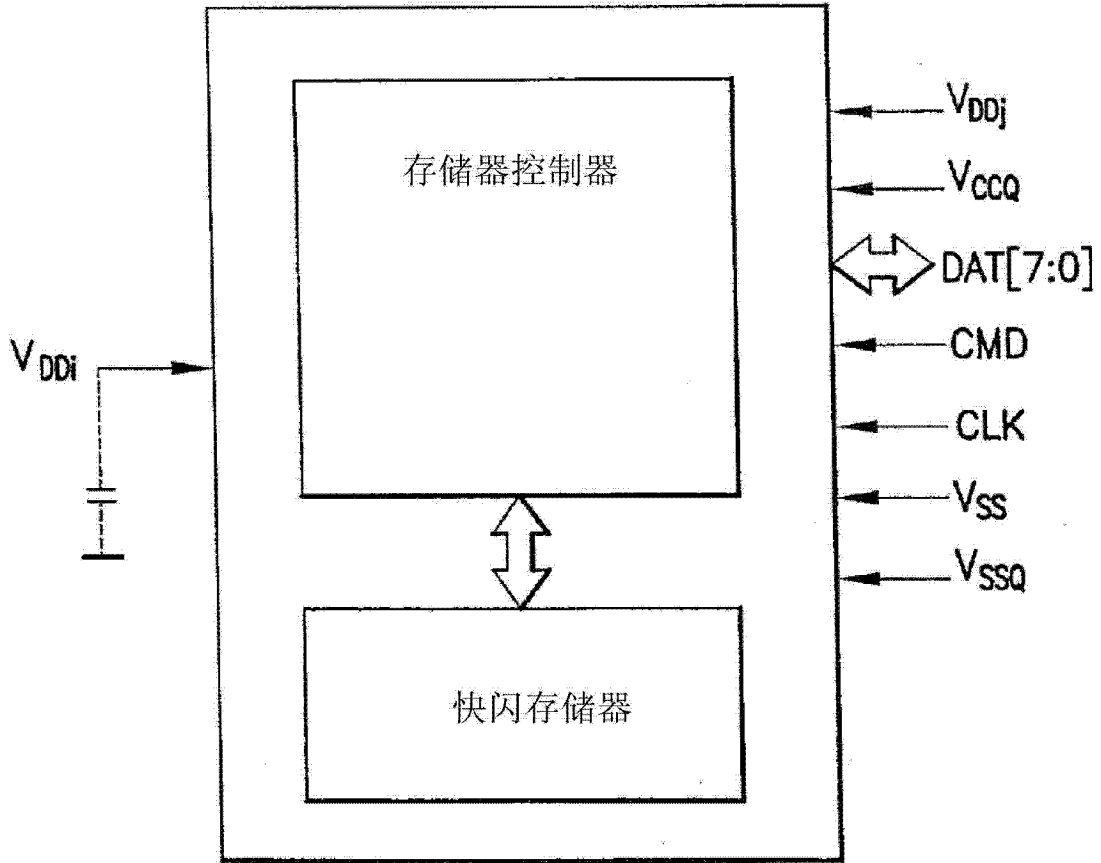 存储器控制器
V_DDj
V_CCQ
DAT[7:0]
CMD
V_DDi
CLK
V_SS
V_SSQ
快闪存储器